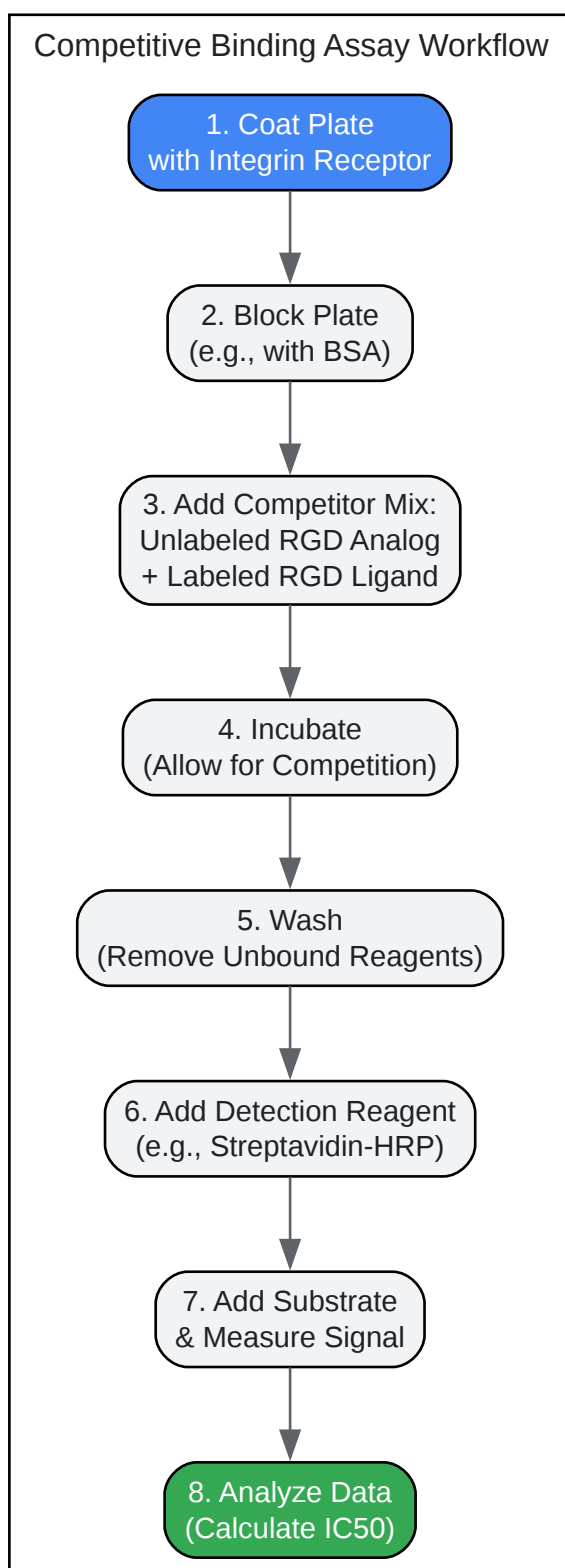 Competitive Binding Assay Workflow
1. Coat Plate
with Integrin Receptor
2. Block Plate
(e.g., with BSA)
3. Add Competitor Mix:
Unlabeled RGD Analog
+ Labeled RGD Ligand
4. Incubate
(Allow for Competition)
5. Wash
(Remove Unbound Reagents)
6. Add Detection Reagent
(e.g., Streptavidin-HRP)
7. Add Substrate
& Measure Signal
8. Analyze Data
(Calculate IC50)